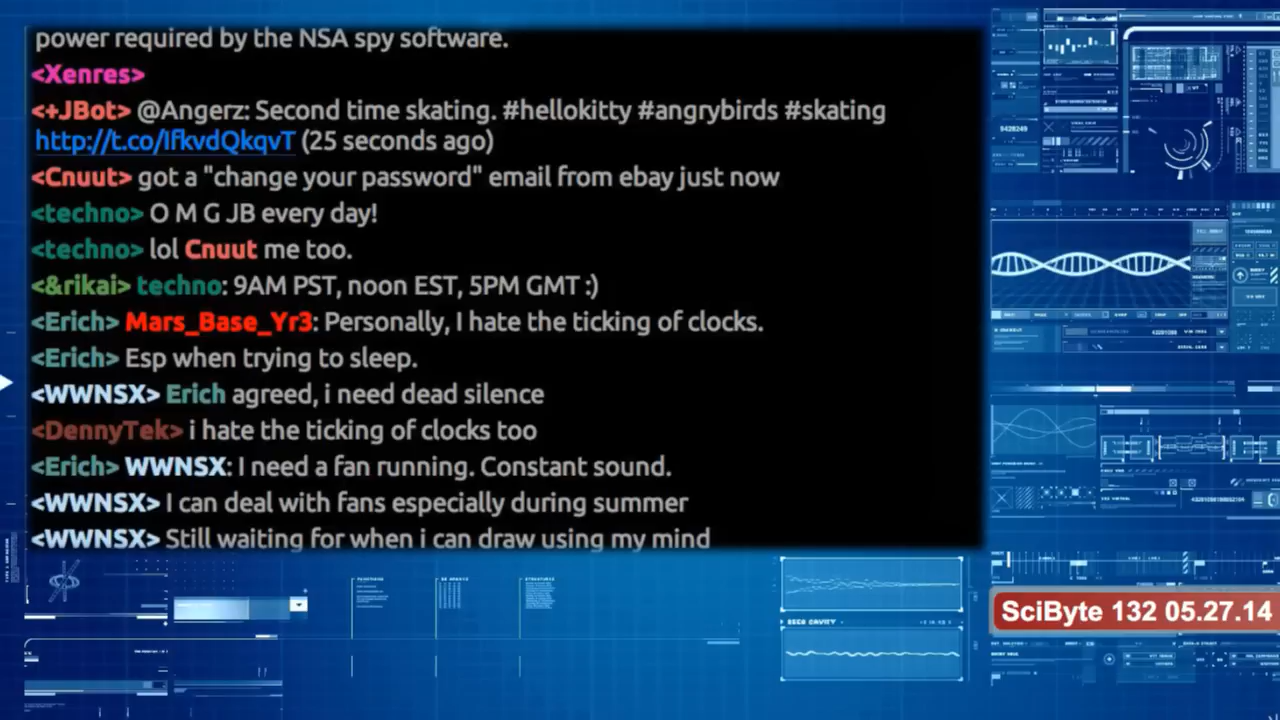 power required by the NSA spy software.
<Xenres>
<+JBot> @Angerz: Second time skating. #hellokitty #angrybirds #skating
http://t.co/IfkvdQkqvT (25 seconds ago)
<Cnuut> got a "change your password" email from ebay just now
<techno> O M G JB every day!
<techno> lol Cnuut me too.
<&rikai> techno: 9AM PST, noon EST, 5PM GMT :)
<Erich> Mars_Base_Yr3: Personally, I hate the ticking of clocks.
<Erich> Esp when trying to sleep.
<WWNSX> Erich agreed, i need dead silence
<DennyTek> i hate the ticking of clocks too
<Erich> WWNSX: I need a fan running. Constant sound.
<WWNSX> I can deal with fans especially during summer
<WWNSX> Still waiting for when i can draw using my mind
9428249
SciByte 132 05.27.14